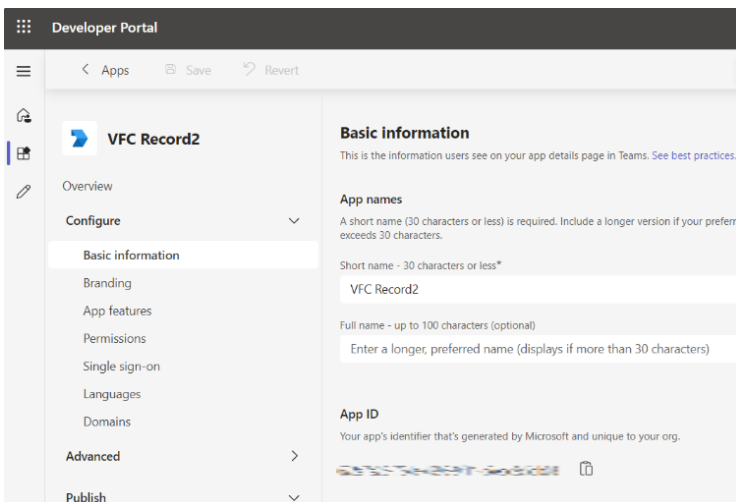 Developer Portal
Apps
Save
Revert
VFC Record2
Overview
Configure
Basic information
Branding
App features
Permissions
Single sign-on
Languages
Domains
Advanced
Publish
Basic information
This is the information users see on your app details page in Teams. See best practices.
App names
A short name (30 characters or less) is required. Include a longer version if your
exceeds 30 characters.
Short name - 30 characters or less*
VFC Record2
Full name - up to 100 characters (optional)
Enter a longer, preferred name (displays if more than 30 characters)
App ID
Your app's identifier that's generated by Microsoft and unique to your org.